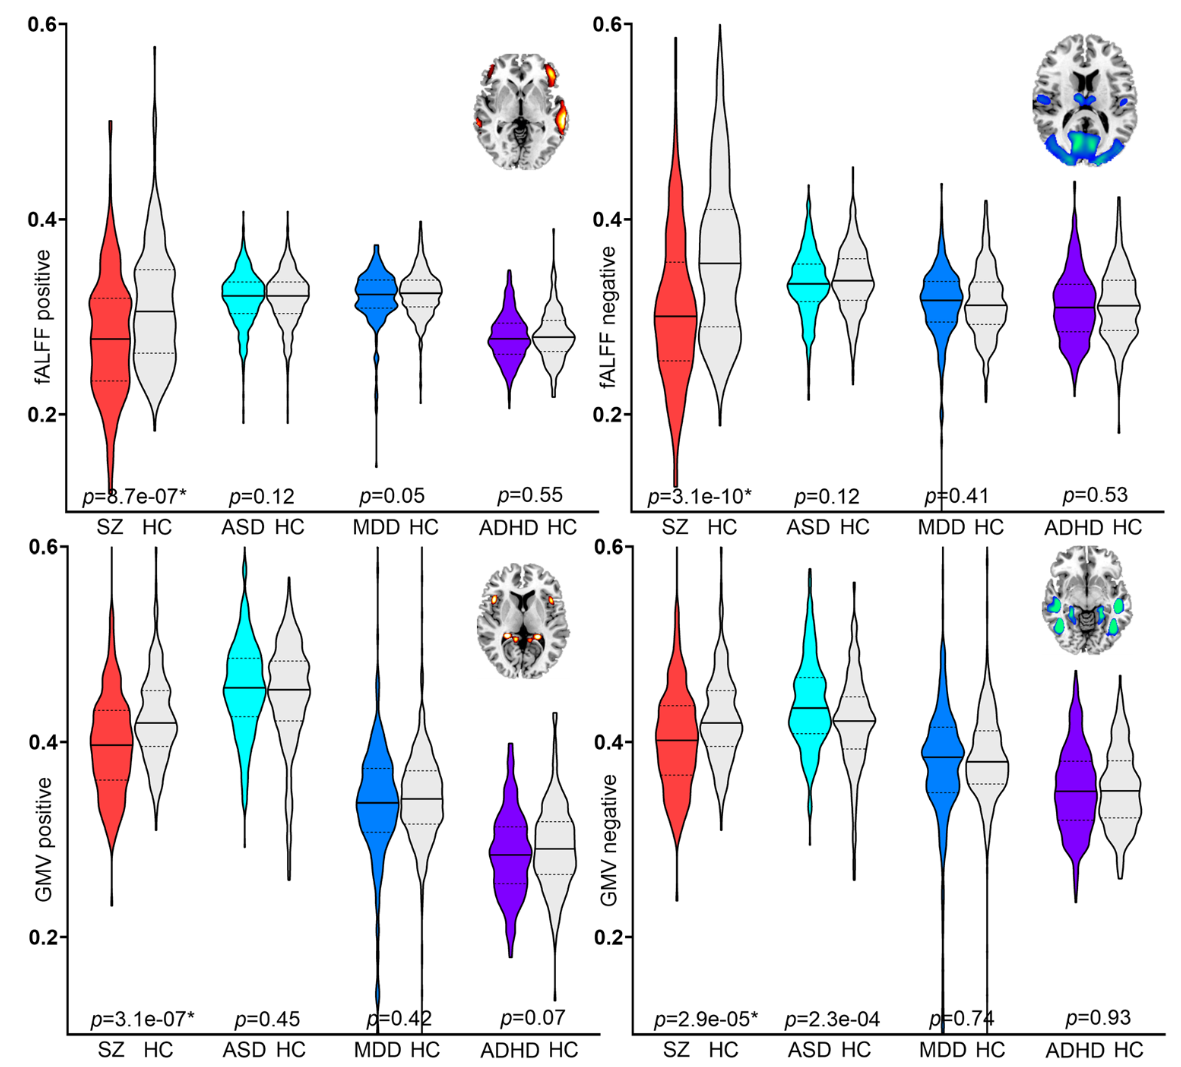 0.6
0.4
0.2
fALFF positive
p=8.7e-07*
p=0.12
p=0.05
p=0.55
SZ HC ASD HC MDD HC ADHD HC
0.6
0.4
0.2
fALFF negative
p=3.1e-10*
p=0.12
p=0.41
p=0.53
SZ HC ASD HC MDD HC ADHD HC
0.6
0.4
0.2
GMV positive
p=3.1e-07*
p=0.45
p=0.42
p=0.07
SZ HC ASD HC MDD HC ADHD HC
0.6
0.4
0.2
GMV negative
p=2.9e-05*
p=2.3e-04
p=0.74
p=0.93
SZ HC ASD HC MDD HC ADHD HC